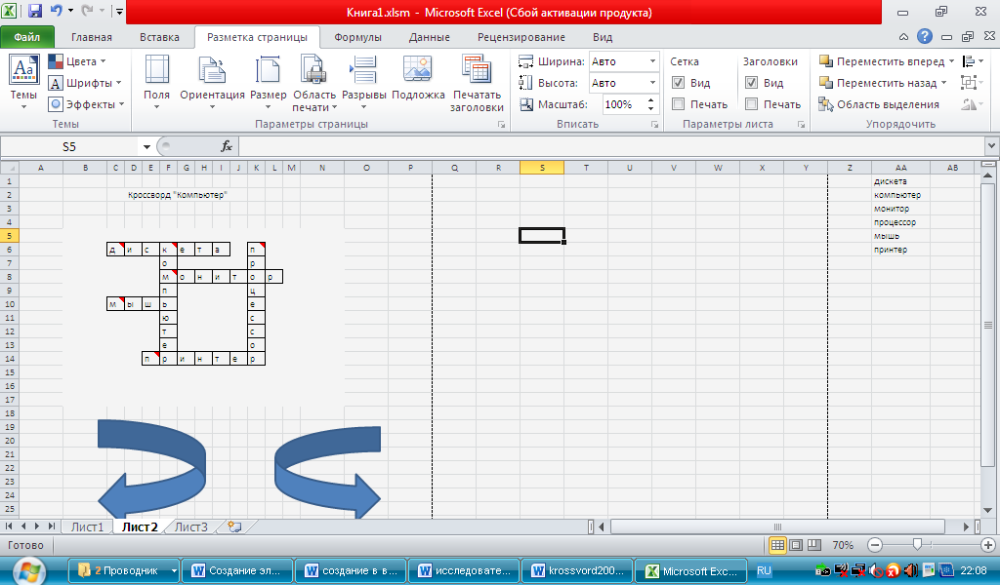 Книга1.xlsm - Microsoft Excel (Сбой активации продукта)
Файл Главная Вставка Разметка страницы Формулы Данные Рецензирование Вид
Aa Темы
Цвета
Шрифты
Эффекты
Темы
Поля Ориентация Размер Область печати Разрывы Подложка Печатать заголовки
Параметры страницы
Ширина: Авто
Высота: Авто
Масштаб: 100%
Вписать
Сетка Заголовки
Вид Вид
Печать Печать
Параметры листа
Переместить вперед
Переместить назад
Область выделения
Упорядочить
S5 fx
A B C D E F G H I J K L M N O P Q R S T U V W X Y Z AA AB
1 дискета
2 Кроссворд "Компьютер" компьютер
3 монитор
4 процессор
5 мышь
6 д и с к е т а п принтер
7 о р
8 м о н и т о р
9 п ц
10 м ы ш ь е
11 ю с
12 т с
13 е о
14 п р и н т е р
15
16
17
18
19
20
21
22
23
24
25
Лист1 Лист2 Лист3
Готово 70%
2 Проводник Создание эл... создание в в... исследовате... krossvord200... Microsoft Exc... RU 22:08